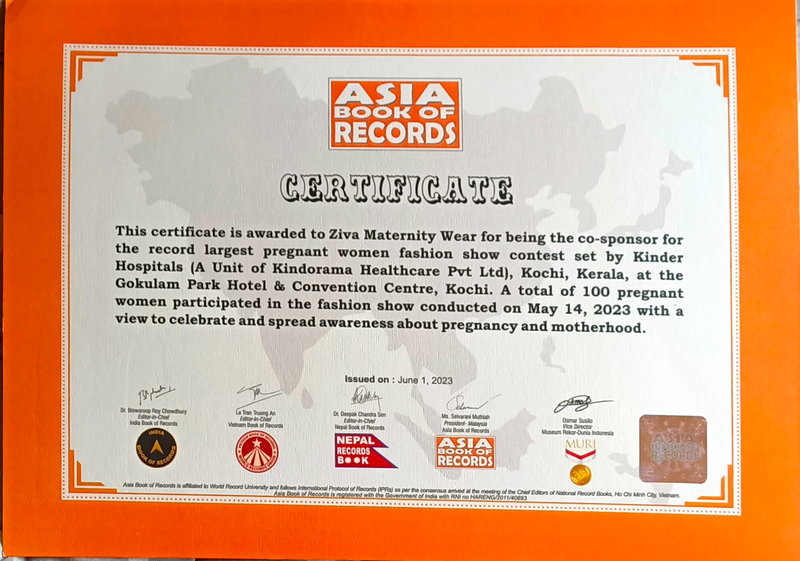 ASIA
BOOK OF
RECORDS
CERTIFICATE
This certificate is awarded to Ziva Maternity Wear for being the co-sponsor for
the record largest pregnant women fashion show contest set by Kinder
Hospitals (A Unit of Kindorama Healthcare Pvt Ltd), Kochi, Kerala, at the
Gokulam Park Hotel & Convention Centre, Kochi. A total of 100 pregnant
women participated in the fashion show conducted on May 14, 2023 with a
view to celebrate and spread awareness about pregnancy and motherhood.
Issued on : June 1, 2023
Dr. Biswaroop Roy Chowdhury
Editor-in-Chief
India Book of Records
INDIA
BOOK OF RECORDS
Le Tran Truong An
Editor-in-Chief
Vietnam Book of Records
Dr. Deepak Chandra Sen
Editor-in-Chief
Nepal Book of Records
NEPAL
RECORDS
BOOK
Ms. Selvarani Muthiah
President- Malaysia
Asia Book of Records
ASIA
BOOK OF
RECORDS
Osmar Susilo
Vice Director
Museum Rekor-Dunia Indonesia
MURI
Asia Book of Records is affiliated to World Record University and follows International Protocol of Records (IPRs) as per the consensus arrived at the meeting of the Chief Editors of National Record Books, Ho Chi Minh City, Vietnam.
Asia Book of Records is registered with the Government of India with RNI no HARENG/2011/40693